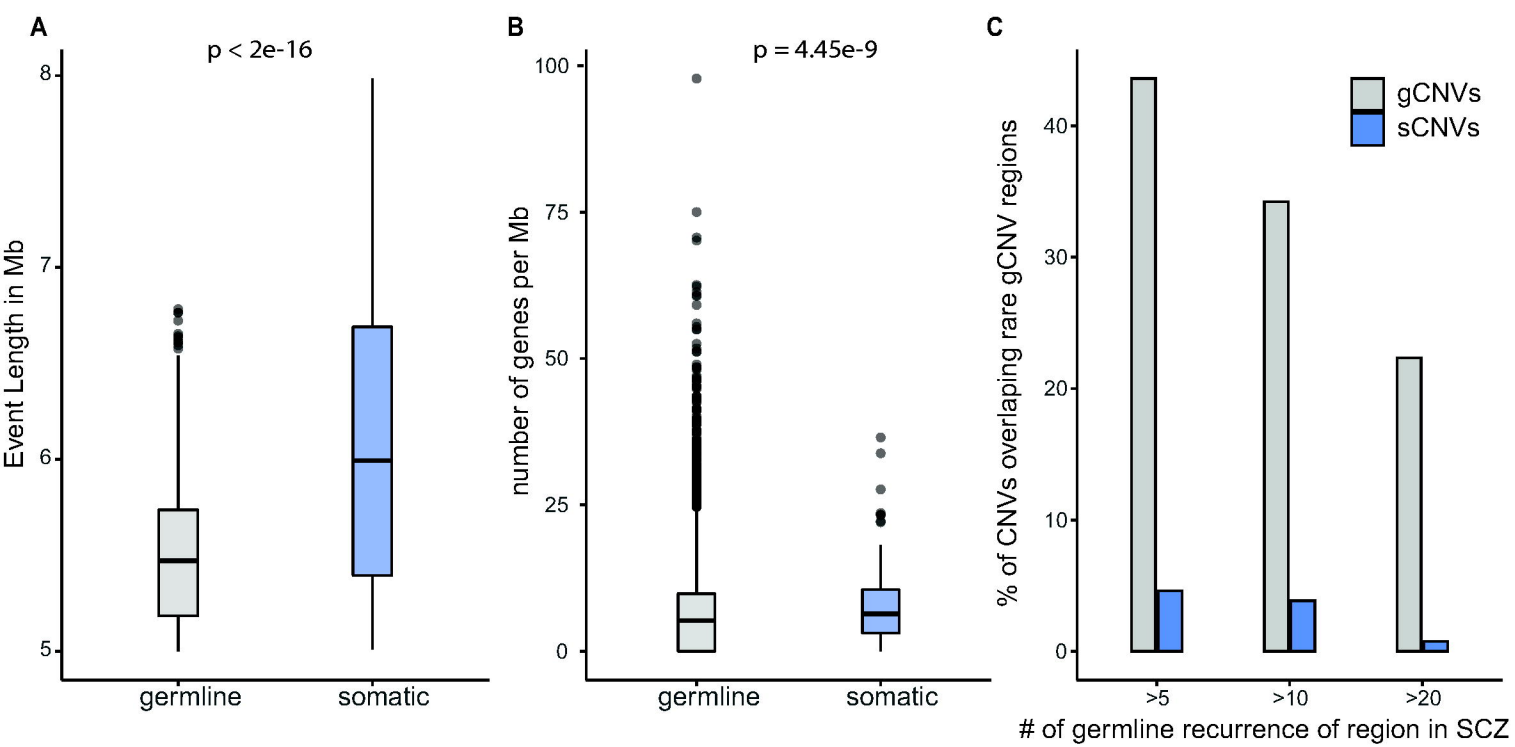 A
p < 2e-16
Event Length in Mb
8
7
6
5
germline
somatic
B
p = 4.45e-9
number of genes per Mb
100
75
50
25
0
germline
somatic
C
gCNVs
sCNVs
% of CNVs overlaping rare gCNV regions
40
30
20
10
0
>5
>10
>20
# of germline recurrence of region in SCZ